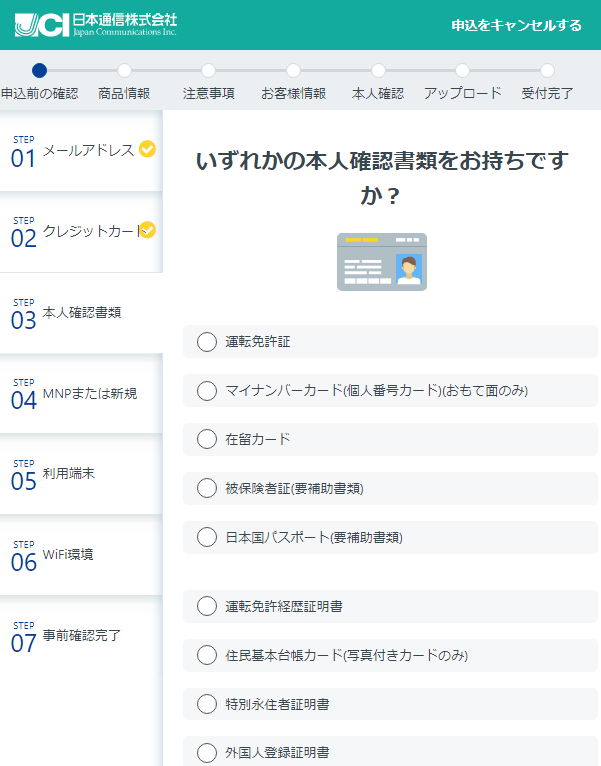 JCI 日本通信株式会社
Japan Communications Inc.
申込をキャンセルする
申込前の確認
商品情報
注意事項
お客様情報
本人確認
アップロード
受付完了
STEP
01 メールアドレス
STEP
02 クレジットカード
STEP
03 本人確認書類
STEP
04 MNPまたは新規
STEP
05 利用端末
STEP
06 WiFi環境
STEP
07 事前確認完了
いずれかの本人確認書類をお持ちです
か？
運転免許証
マイナンバーカード(個人番号カード)(おもて面のみ)
在留カード
被保険者証(要補助書類)
日本国パスポート(要補助書類)
運転免許経歴証明書
住民基本台帳カード(写真付きカードのみ)
特別永住者証明書
外国人登録証明書